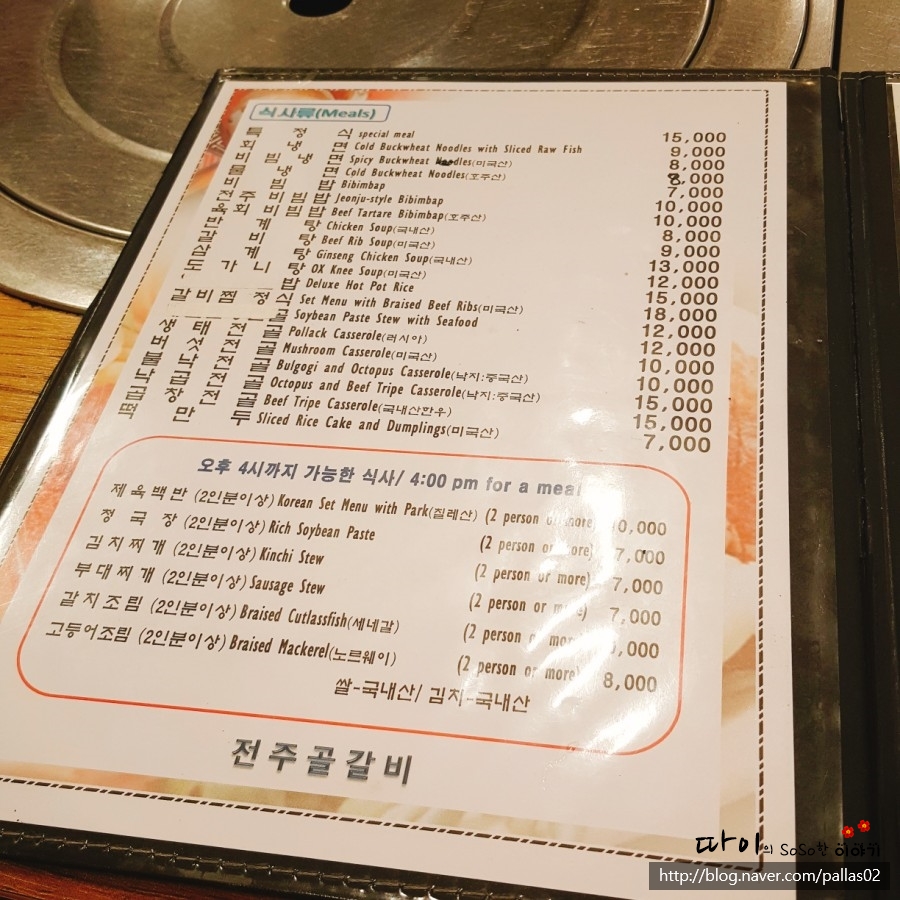 식사류(Meals)
특 정 식 special meal 15,000
회 냉 면 Cold Buckwheat Noodles with Sliced Raw Fish 9,000
비 빔 냉 면 Spicy Buckwheat Noodles(미국산) 8,000
물 냉 면 Cold Buckwheat Noodles(호주산) 8,000
비 빔 밥 Bibimbap 7,000
전 주 비 빔 밥 Jeonju-style Bibimbap 10,000
육 회 비 빔 밥 Beef Tartare Bibimbap(호주산) 10,000
반 계 탕 Chicken Soup(국내산) 8,000
갈 비 탕 Beef Rib Soup(미국산) 9,000
삼 계 탕 Ginseng Chicken Soup(국내산) 13,000
도 가 니 탕 OX Knee Soup(미국산) 12,000
밥 Deluxe Hot Pot Rice 15,000
갈비찜정식 Set Menu with Braised Beef Ribs(미국산) 18,000
골 Soybean Paste Stew with Seafood 12,000
생 태 전 골 Pollack Casserole(러시아) 12,000
버 섯 전 골 Mushroom Casserole(미국산) 10,000
불 낙 전 골 Bulgogi and Octopus Casserole(낙지:중국산) 10,000
낙 곱 전 골 Octopus and Beef Tripe Casserole(낙지:중국산) 15,000
곱 창 전 골 Beef Tripe Casserole(국내산한우) 15,000
떡 만 두 Sliced Rice Cake and Dumplings(미국산) 7,000
오후 4시까지 가능한 식사/ 4:00 pm for a meal
제육백반 (2인분이상) Korean Set Menu with Park(칠레산) (2 person or more) 10,000
청 국 장 (2인분이상) Rich Soybean Paste (2 person or more) 7,000
김치찌개 (2인분이상) Kinchi Stew (2 person or more) 7,000
부대찌개 (2인분이상) Sausage Stew (2 person or more) 7,000
갈치조림 (2인분이상) Braised Cutlassfish(세네갈) (2 person or more)
고등어조림 (2인분이상) Braised Mackerel(노르웨이) (2 person or more) 8,000
쌀-국내산/ 김치-국내산
전주골갈비
따이의 SoSo한 이야기
http://blog.naver.com/pallas02